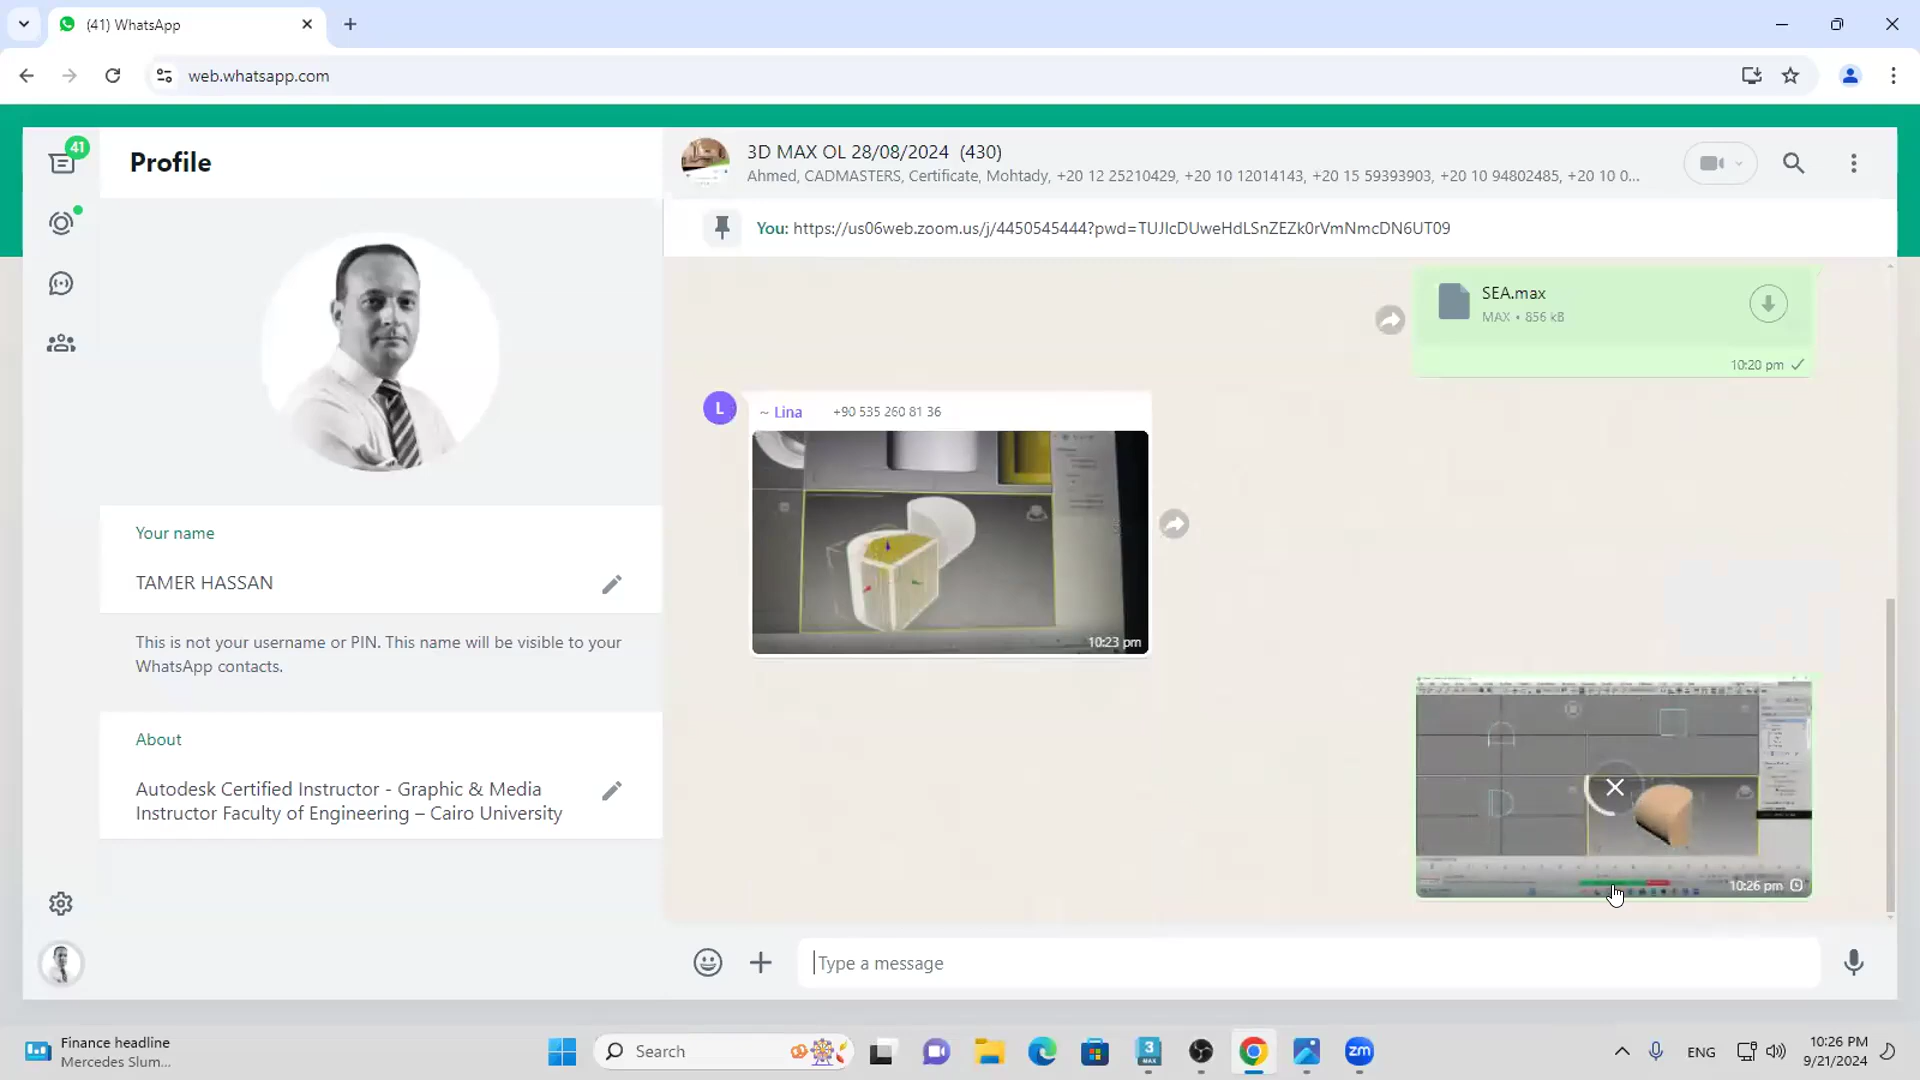 (41) WhatsApp
web.whatsapp.com
41
Profile
3D MAX OL 28/08/2024 (430)
Ahmed, CADMASTERS, Certificate, Mohtady, +20 12 25210429, +20 10 12014143, +20 15 59393903, +20 10 94802485, +20 10 0...
You: https://us06web.zoom.us/j/4450545444?pwd=TUJIcDUweHdLSnZEZk0rVmNmcDN6UT09
SEA.max
MAX • 856 kB
10:20 pm
L
~ Lina +90 535 260 81 36
10:23 pm
Your name
TAMER HASSAN
This is not your username or PIN. This name will be visible to your
WhatsApp contacts.
About
Autodesk Certified Instructor - Graphic & Media
Instructor Faculty of Engineering – Cairo University
10:26 pm
Type a message
Finance headline
Mercedes Slum...
Search
3
MAX
zm
ENG
10:26 PM
9/21/2024